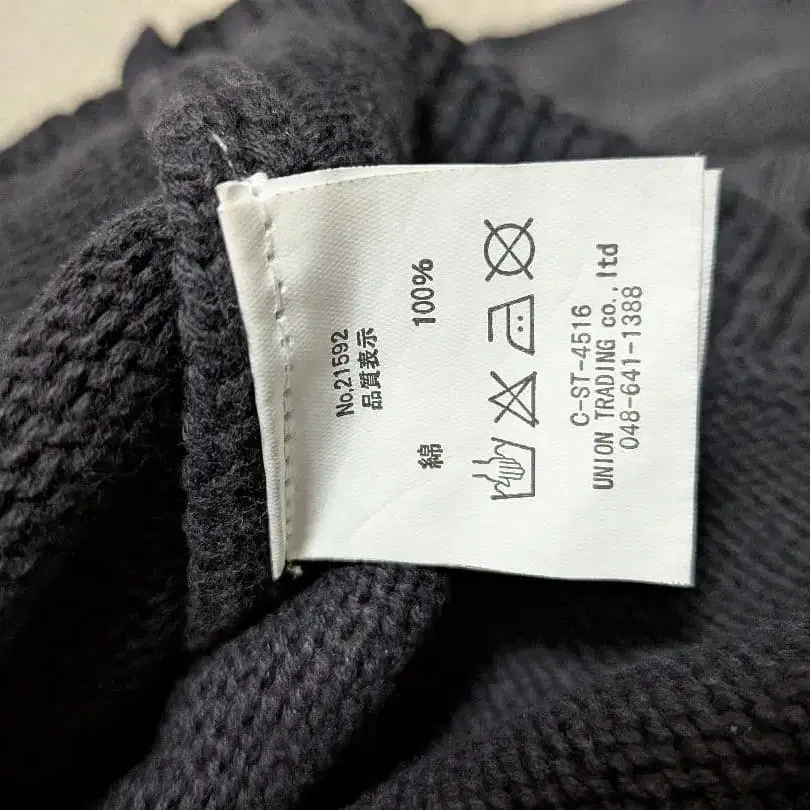 No,21592
品質表示
綿 100%
C-ST-4516
UNION TRADING co., ltd
048-641-1388